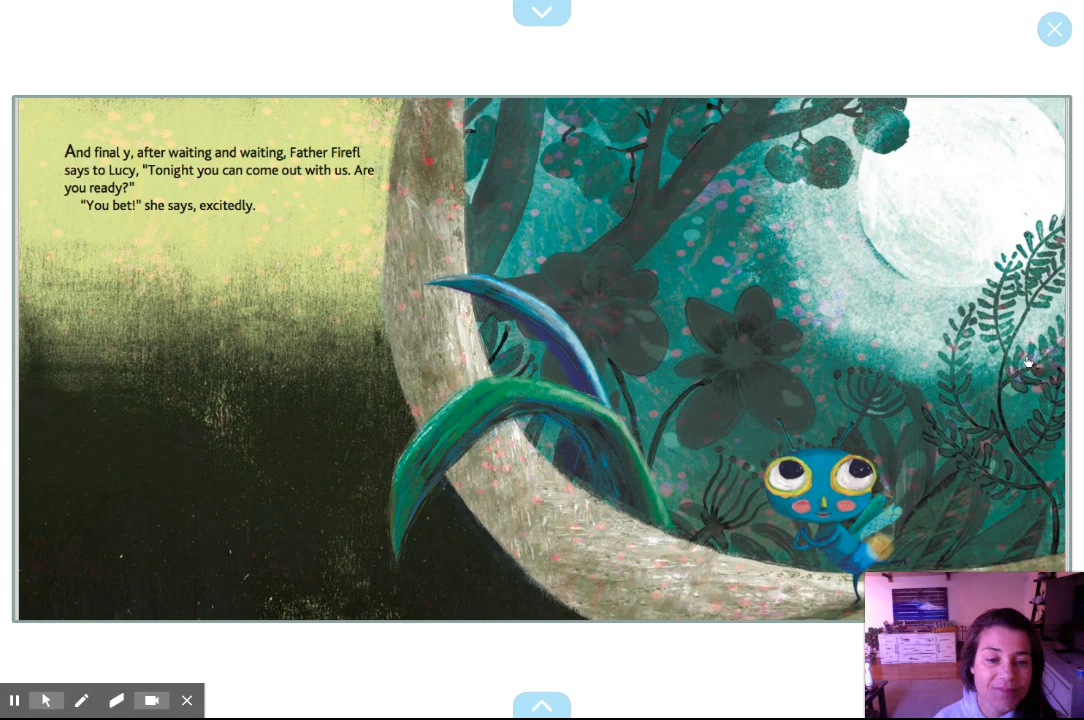 And final y, after waiting and waiting, Father Firefl
says to Lucy, "Tonight you can come out with us. Are
you ready?"
"You bet!" she says, excitedly.